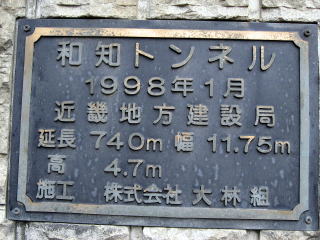 和知トンネル
1998年1月
近畿地方建設局
延長 740m 幅 11.75m
高 4.7m
施工 株式会社 大林組